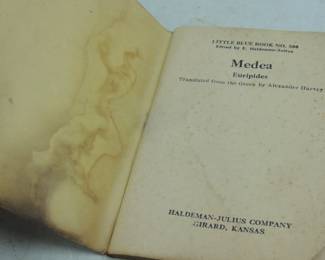 LITTLE BLUE BOOK NO.
Edited by E. Haldeman-Julius
Medea
Euripides
Translated from the Greek by Alexander Harvey
HALDEMAN-JULIUS COMPANY
GIRARD, KANSAS